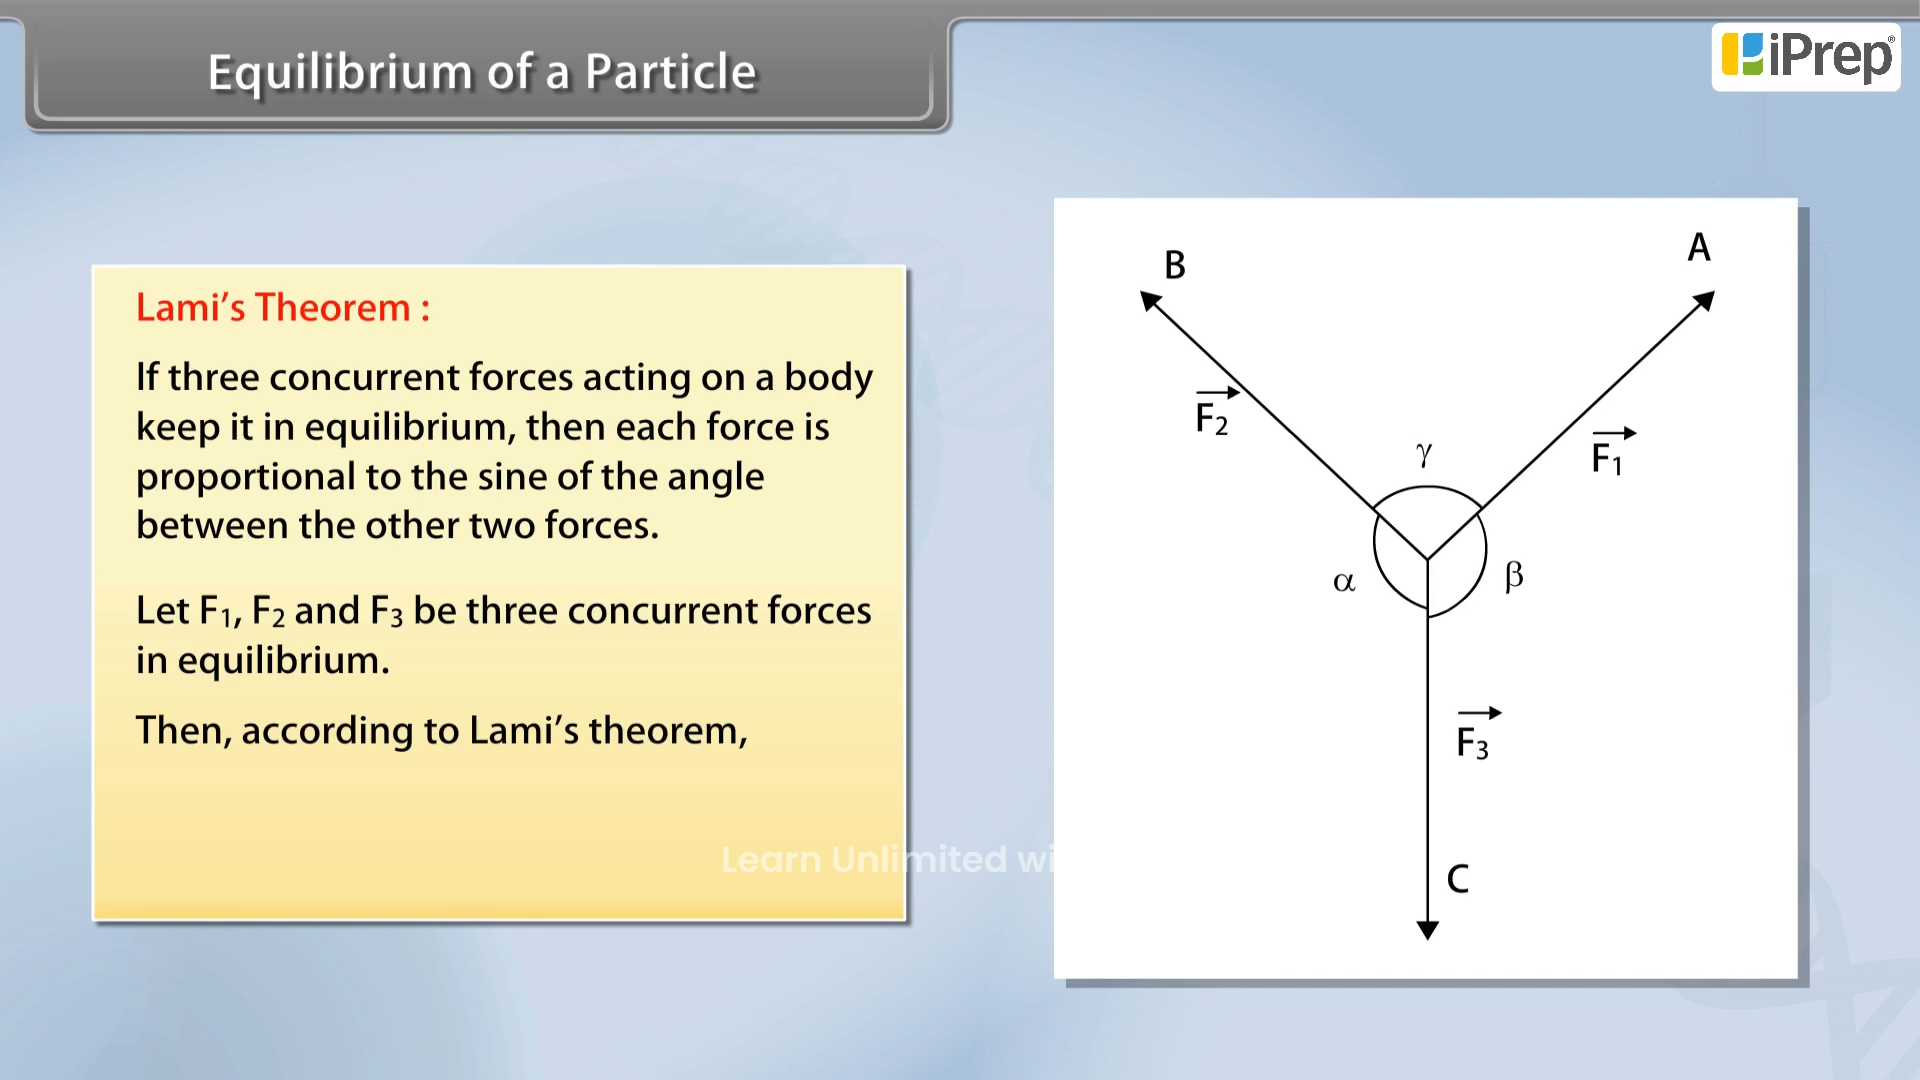 Equilibrium of a Particle
iPrep®
Lami's Theorem :
If three concurrent forces acting on a body
keep it in equilibrium, then each force is
proportional to the sine of the angle
between the other two forces.
Let F₁, F₂ and F₃ be three concurrent forces
in equilibrium.
Then, according to Lami's theorem,
Learn Unlimited wi
B
A
F₂
F₁
γ
α
β
F₃
C